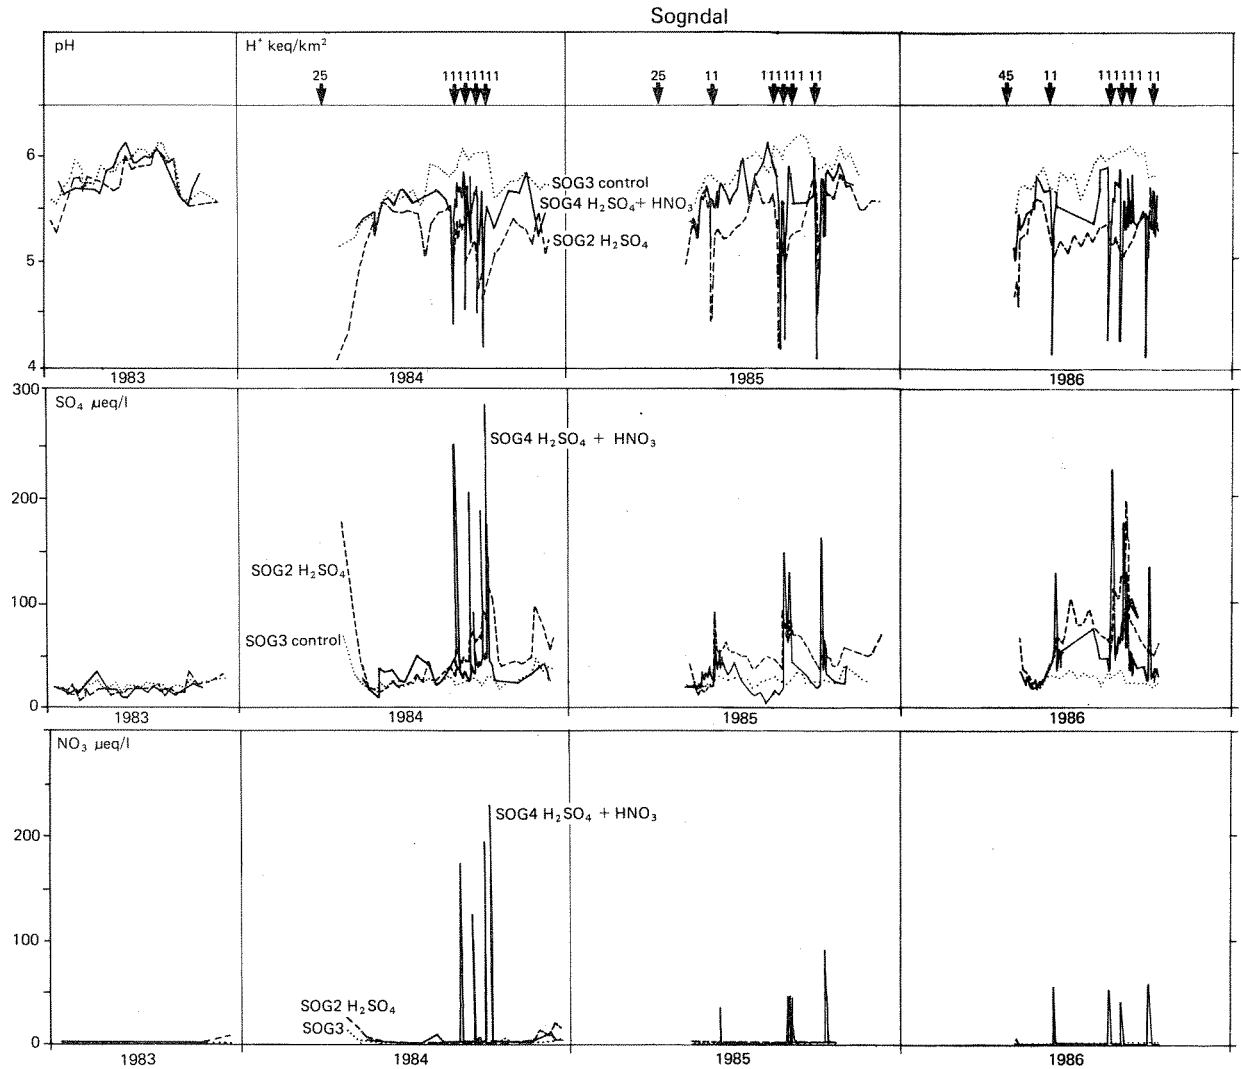 Sogndal
pH
H⁺ keq/km²
25
11111111
25
11
111111
11
45
11
111111
11
6
5
4
SOG3 control
SOG4 H₂SO₄+ HNO₃
SOG2 H₂SO₄
1983
1984
1985
1986
300
SO₄ µeq/l
200
100
0
SOG4 H₂SO₄ + HNO₃
SOG2 H₂SO₄
SOG3 control
1983
1984
1985
1986
NO₃ µeq/l
200
100
0
SOG4 H₂SO₄ + HNO₃
SOG2 H₂SO₄
SOG3
1983
1984
1985
1986